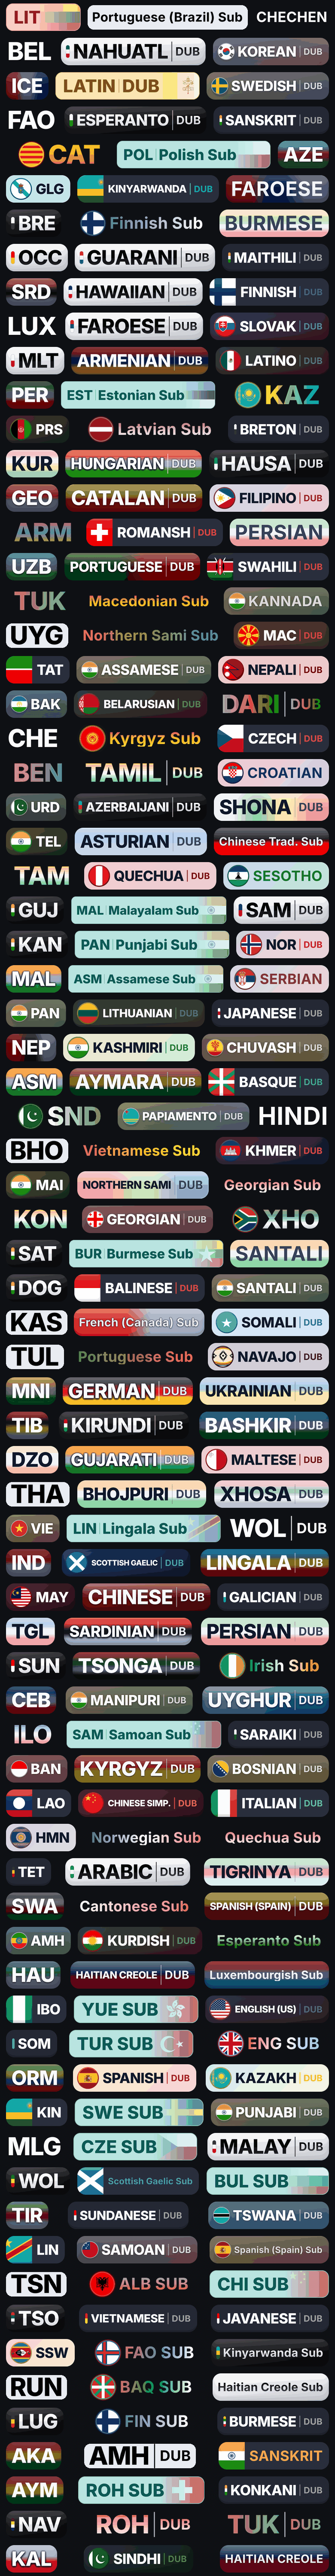 LIT Portuguese (Brazil) Sub CHECHEN
BEL NAHUATL DUB KOREAN DUB
ICE LATIN DUB SWEDISH DUB
FAO ESPERANTO DUB SANSKRIT DUB
CAT POL Polish Sub AZE
GLG KINYARWANDA DUB FAROESE
BRE Finnish Sub BURMESE
OCC GUARANI DUB MAITHILI DUB
SRD HAWAIIAN DUB FINNISH DUB
LUX FAROESE DUB SLOVAK DUB
MLT ARMENIAN DUB LATINO DUB
PER EST Estonian Sub KAZ
PRS Latvian Sub BRETON DUB
KUR HUNGARIAN DUB HAUSA DUB
GEO CATALAN DUB FILIPINO DUB
ARM ROMANSH DUB PERSIAN
UZB PORTUGUESE DUB SWAHILI DUB
TUK Macedonian Sub KANNADA
UYG Northern Sami Sub MAC DUB
TAT ASSAMESE DUB NEPALI DUB
BAK BELARUSIAN DUB DARI DUB
CHE Kyrgyz Sub CZECH DUB
BEN TAMIL DUB CROATIAN
URD AZERBAIJANI DUB SHONA DUB
TEL ASTURIAN DUB Chinese Trad. Sub
TAM QUECHUA DUB SESOTHO
GUJ MAL Malayalam Sub SAM DUB
KAN PAN Punjabi Sub NOR DUB
MAL ASM Assamese Sub SERBIAN
PAN LITHUANIAN DUB JAPANESE DUB
NEP KASHMIRI DUB CHUVASH DUB
ASM AYMARA DUB BASQUE DUB
SND PAPIAMENTO DUB HINDI
BHO Vietnamese Sub KHMER DUB
MAI NORTHERN SAMI DUB Georgian Sub
KON GEORGIAN DUB XHO
SAT BUR Burmese Sub SANTALI
DOG BALINESE DUB SANTALI DUB
KAS French (Canada) Sub SOMALI DUB
TUL Portuguese Sub NAVAJO DUB
MNI GERMAN DUB UKRAINIAN DUB
TIB KIRUNDI DUB BASHKIR DUB
DZO GUJARATI DUB MALTESE DUB
THA BHOJPURI DUB XHOSA DUB
VIE LIN Lingala Sub WOL DUB
IND SCOTTISH GAELIC DUB LINGALA DUB
MAY CHINESE DUB GALICIAN DUB
TGL SARDINIAN DUB PERSIAN DUB
SUN TSONGA DUB Irish Sub
CEB MANIPURI DUB UYGHUR DUB
ILO SAM Samoan Sub SARAIKI DUB
BAN KYRGYZ DUB BOSNIAN DUB
LAO CHINESE SIMP. DUB ITALIAN DUB
HMN Norwegian Sub Quechua Sub
TET ARABIC DUB TIGRINYA DUB
SWA Cantonese Sub SPANISH (SPAIN) DUB
AMH KURDISH DUB Esperanto Sub
HAU HAITIAN CREOLE DUB Luxembourgish Sub
IBO YUE SUB ENGLISH (US) DUB
SOM TUR SUB ENG SUB
ORM SPANISH DUB KAZAKH DUB
KIN SWE SUB PUNJABI DUB
MLG CZE SUB MALAY DUB
WOL Scottish Gaelic Sub BUL SUB
TIR SUNDANESE DUB TSWANA DUB
LIN SAMOAN DUB Spanish (Spain) Sub
TSN ALB SUB CHI SUB
TSO VIETNAMESE DUB JAVANESE DUB
SSW FAO SUB Kinyarwanda Sub
RUN BAQ SUB Haitian Creole Sub
LUG FIN SUB BURMESE DUB
AKA AMH DUB SANSKRIT
AYM ROH SUB KONKANI DUB
NAV ROH DUB TUK DUB
KAL SINDHI DUB HAITIAN CREOLE